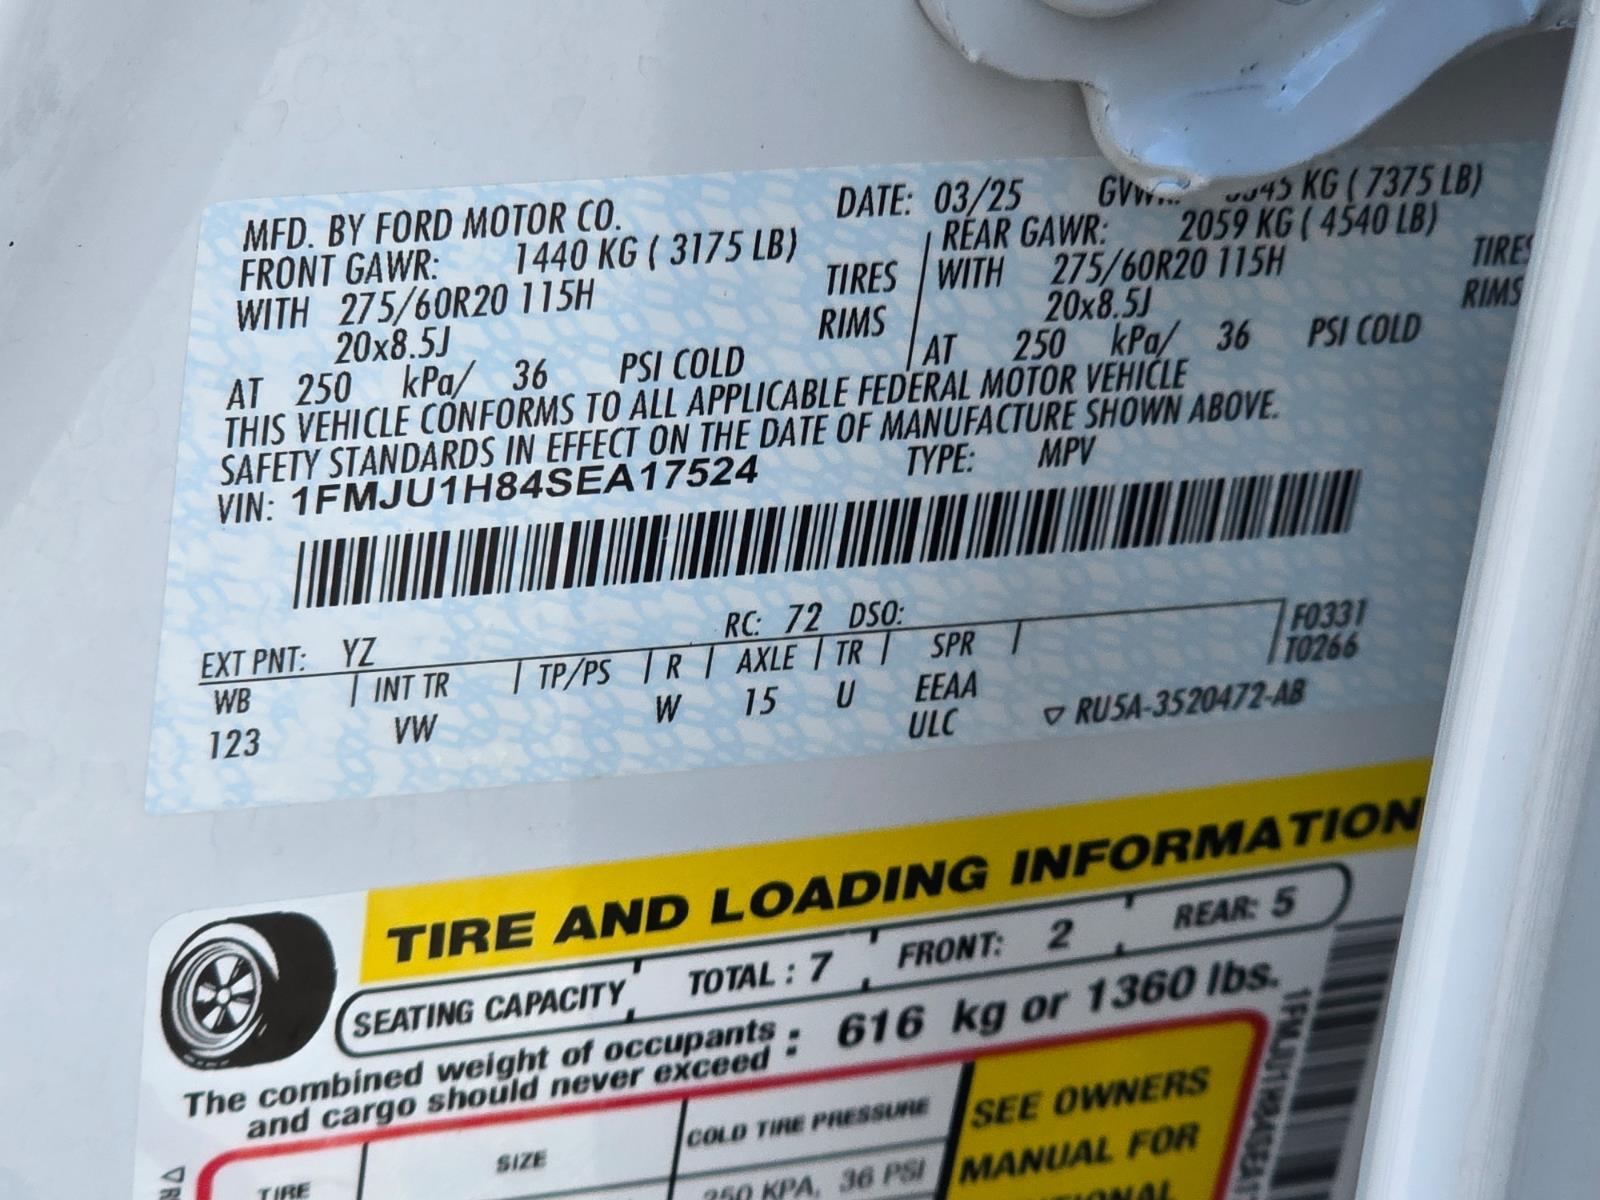 MFD. BY FORD MOTOR CO. DATE: 03/25 KG ( 7375 LB)
FRONT GAWR: 1440 KG ( 3175 LB) REAR GAWR: 2059 KG ( 4540 LB)
WITH 275/60R20 115H TIRES WITH 275/60R20 115H TIRES
20x8.5J RIMS 20x8.5J RIMS
AT 250 kPa/ 36 PSI COLD AT 250 kPa/ 36 PSI COLD
THIS VEHICLE CONFORMS TO ALL APPLICABLE FEDERAL MOTOR VEHICLE
SAFETY STANDARDS IN EFFECT ON THE DATE OF MANUFACTURE SHOWN ABOVE.
VIN: 1FMJU1H84SEA17524 TYPE: MPV
EXT PNT: YZ RC: 72 DSO: F0331
WB INT TR TP/PS R AXLE TR SPR T0266
123 VW W 15 U EEAA
ULC ▽ RU5A-3520472-AB
TIRE AND LOADING INFORMATION
SEATING CAPACITY TOTAL : 7 FRONT: 2 REAR: 5
The combined weight of occupants
and cargo should never exceed : 616 kg or 1360 lbs.
TIRE SIZE COLD TIRE PRESSURE SEE OWNERS
250 KPA, 36 PSI MANUAL FOR